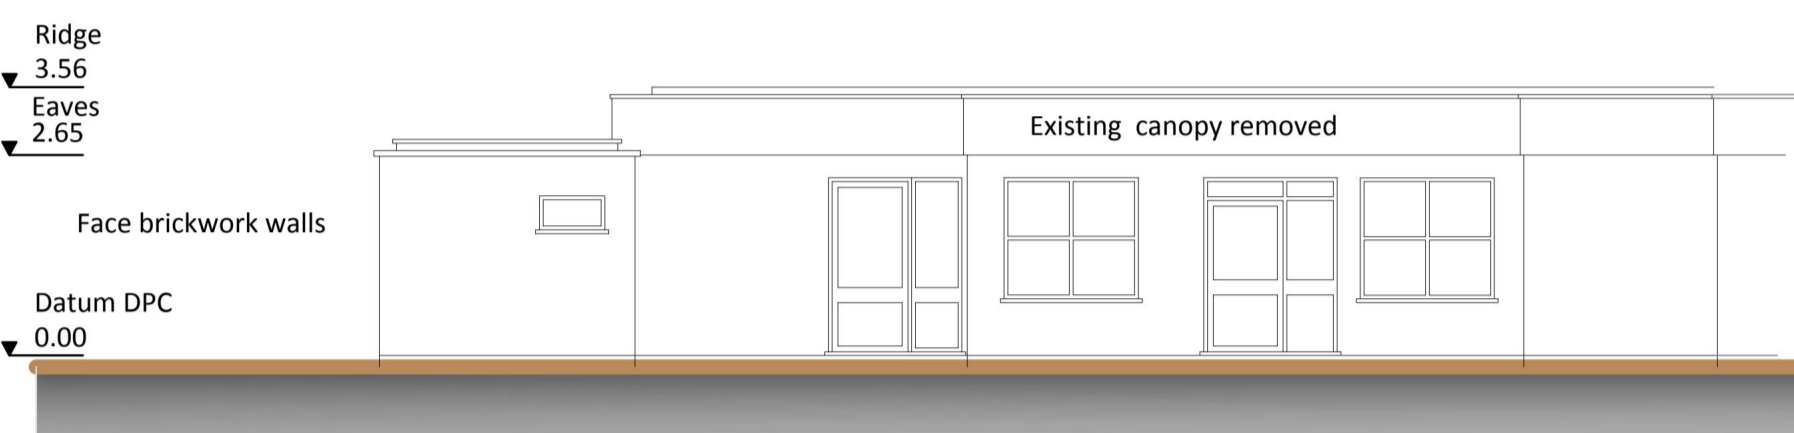 Ridge
3.56
Eaves
2.65
Existing canopy removed
Face brickwork walls
Datum DPC
0.00